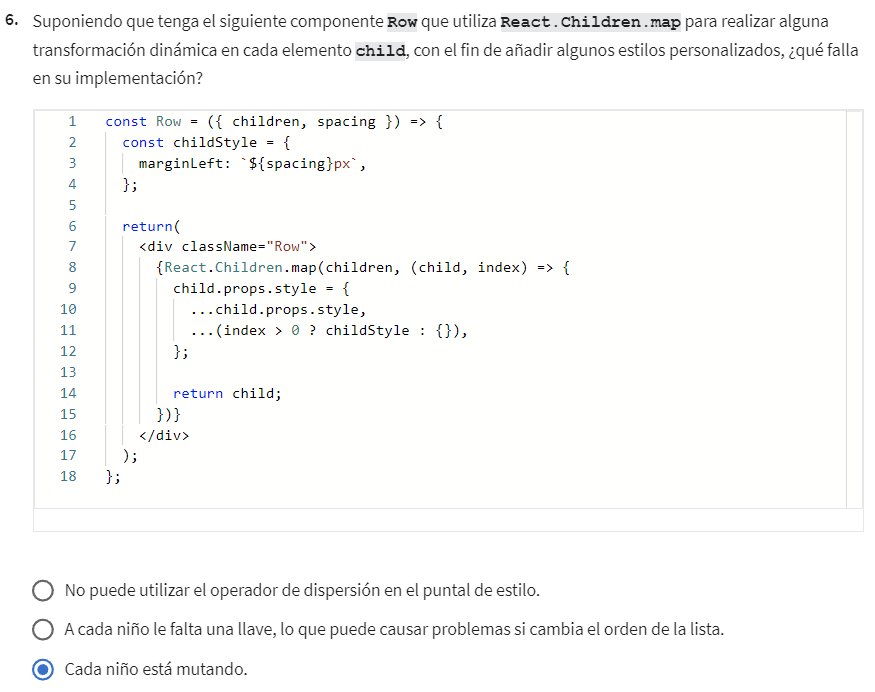 6. Suponiendo que tenga el siguiente componente Row que utiliza React.Children.map para realizar alguna
transformación dinámica en cada elemento child, con el fin de añadir algunos estilos personalizados, ¿qué falla
en su implementación?
1 const Row = ({ children, spacing }) => {
2   const childStyle = {
3     marginLeft: `${spacing}px`,
4   };
5
6   return(
7     <div className="Row">
8       {React.Children.map(children, (child, index) => {
9         child.props.style = {
10           ...child.props.style,
11           ...(index > 0 ? childStyle : {}),
12         };
13
14         return child;
15       })}
16     </div>
17   );
18 };
No puede utilizar el operador de dispersión en el puntal de estilo.
A cada niño le falta una llave, lo que puede causar problemas si cambia el orden de la lista.
Cada niño está mutando.